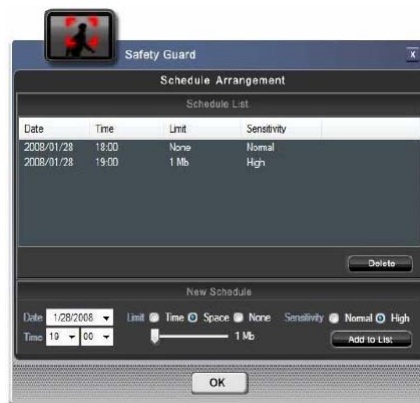 Safety Guard X
Schedule Arrangement
Schedule List
Date Time Limit Sensitivity
2008/01/28 18:00 None Normal
2008/01/28 19:00 1 Mb High
Delete
New Schedule
Date 1/28/2008 Limit Time Space None Sensitivity Normal High
Time 19 00 1 Mb Add to List
OK